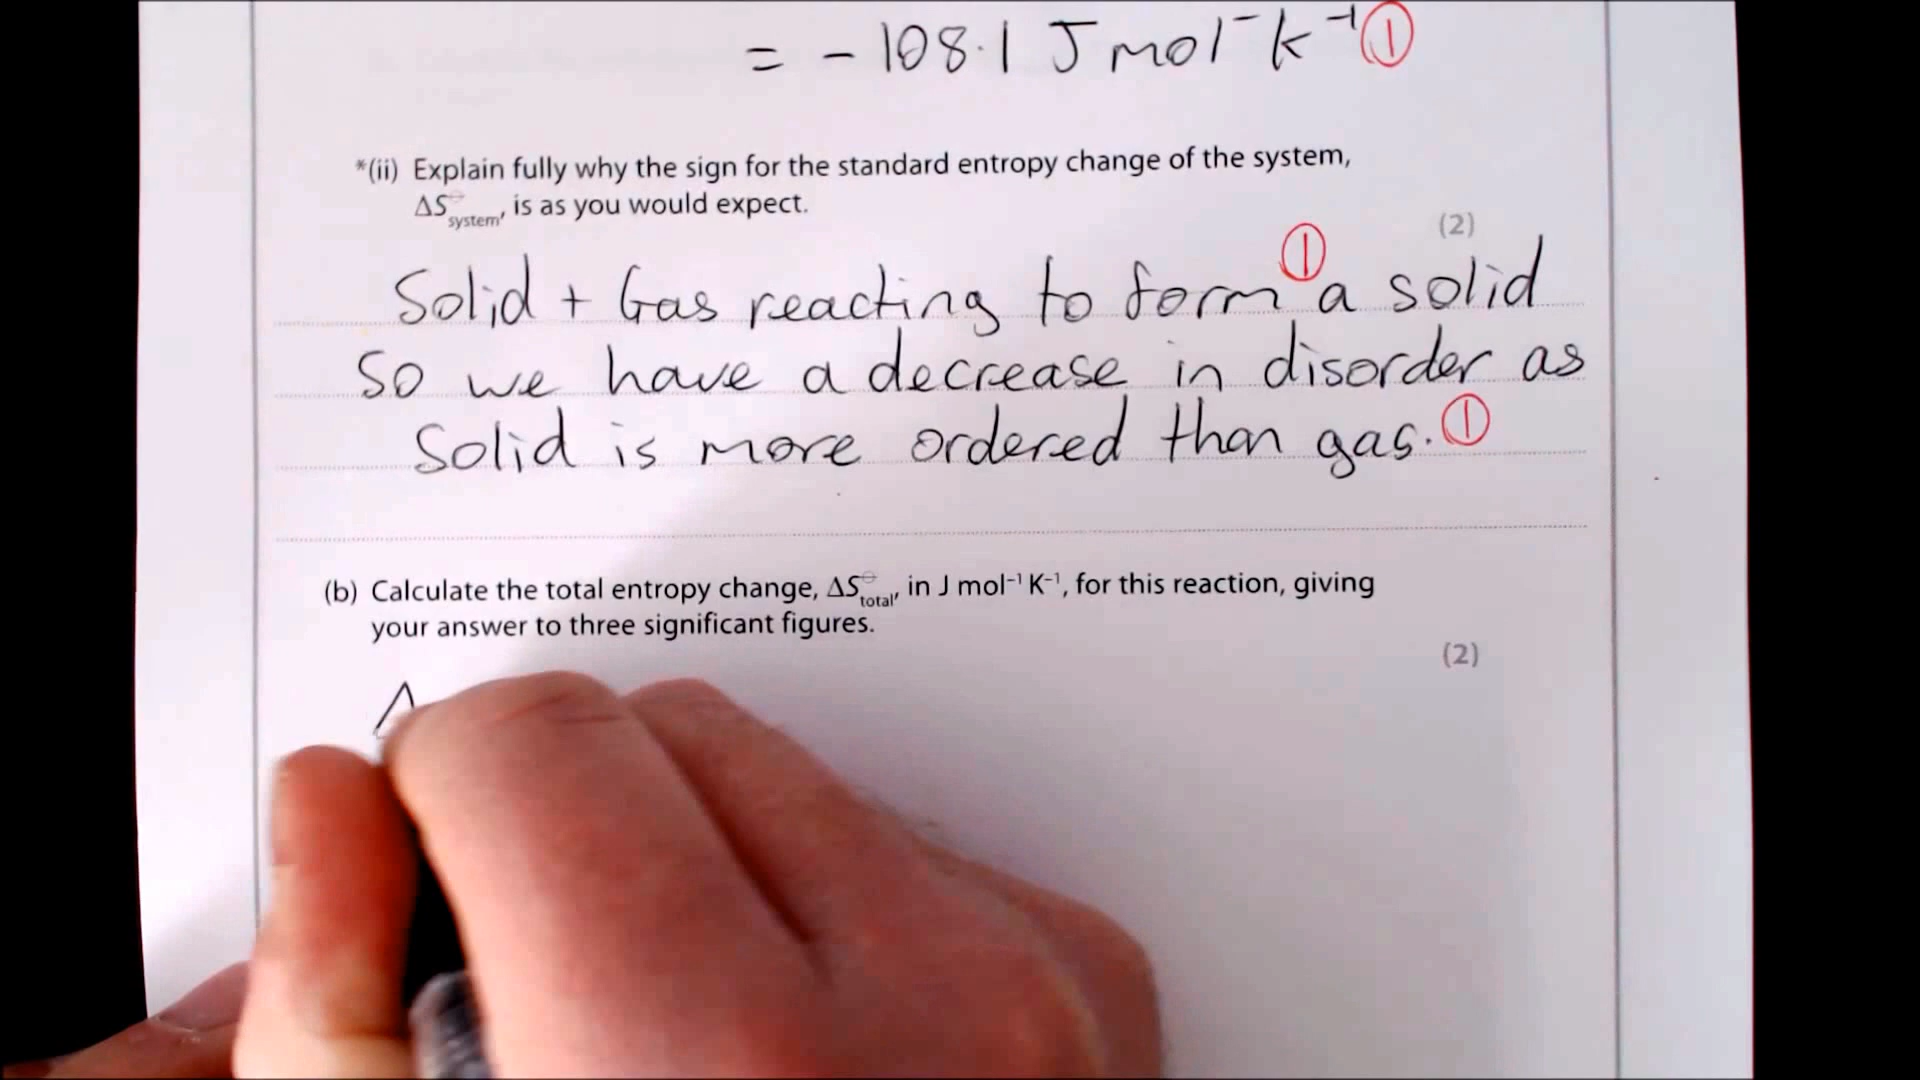 = - 108.1 J mol⁻ K⁻¹ ①
*(ii) Explain fully why the sign for the standard entropy change of the system,
ΔS⦵system, is as you would expect.
(2)
Solid + Gas reacting to form ① a solid
So we have a decrease in disorder as
Solid is more ordered than gas. ①
(b) Calculate the total entropy change, ΔS⦵total, in J mol⁻¹ K⁻¹, for this reaction, giving
your answer to three significant figures.
(2)
Δ